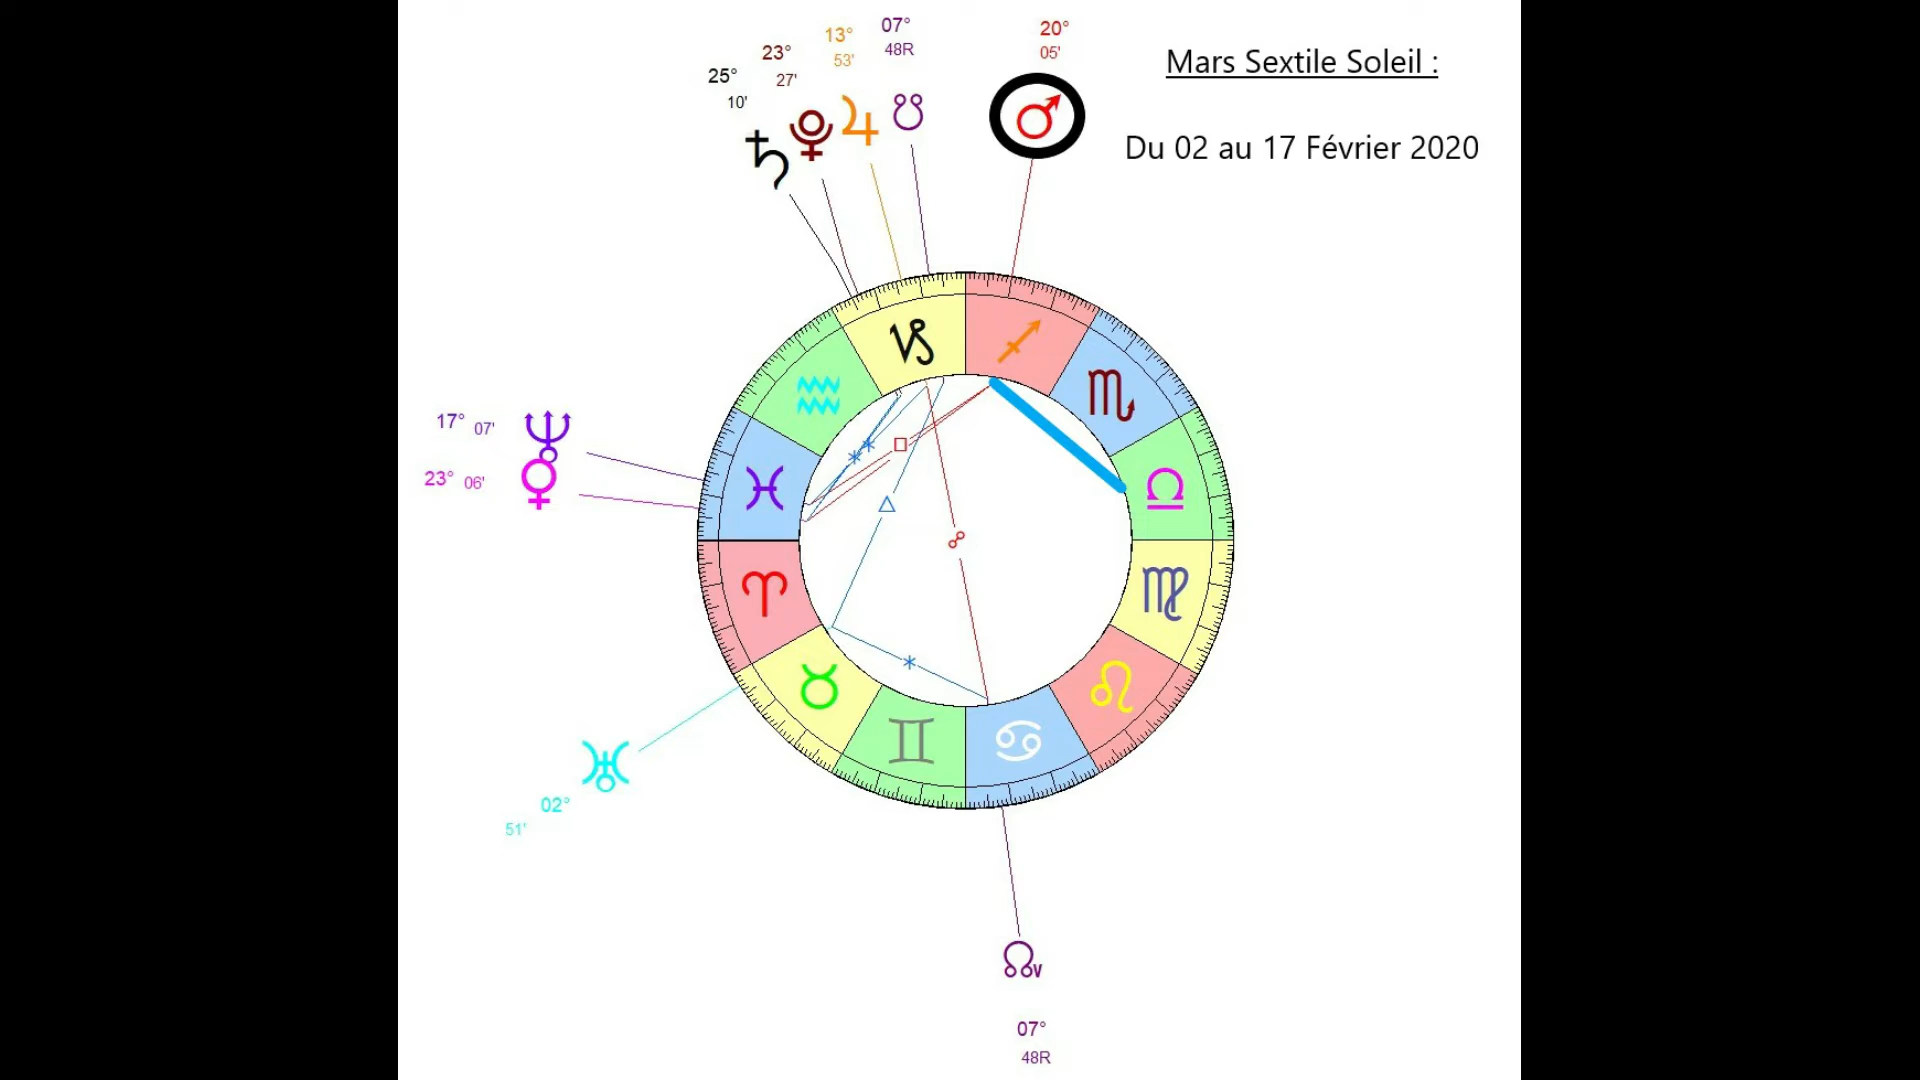 07°
48R
13°
53'
20°
05'
23°
27'
25°
10'
Mars Sextile Soleil :
Du 02 au 17 Février 2020
17° 07'
23° 06'
02°
51'
V
07°
48R